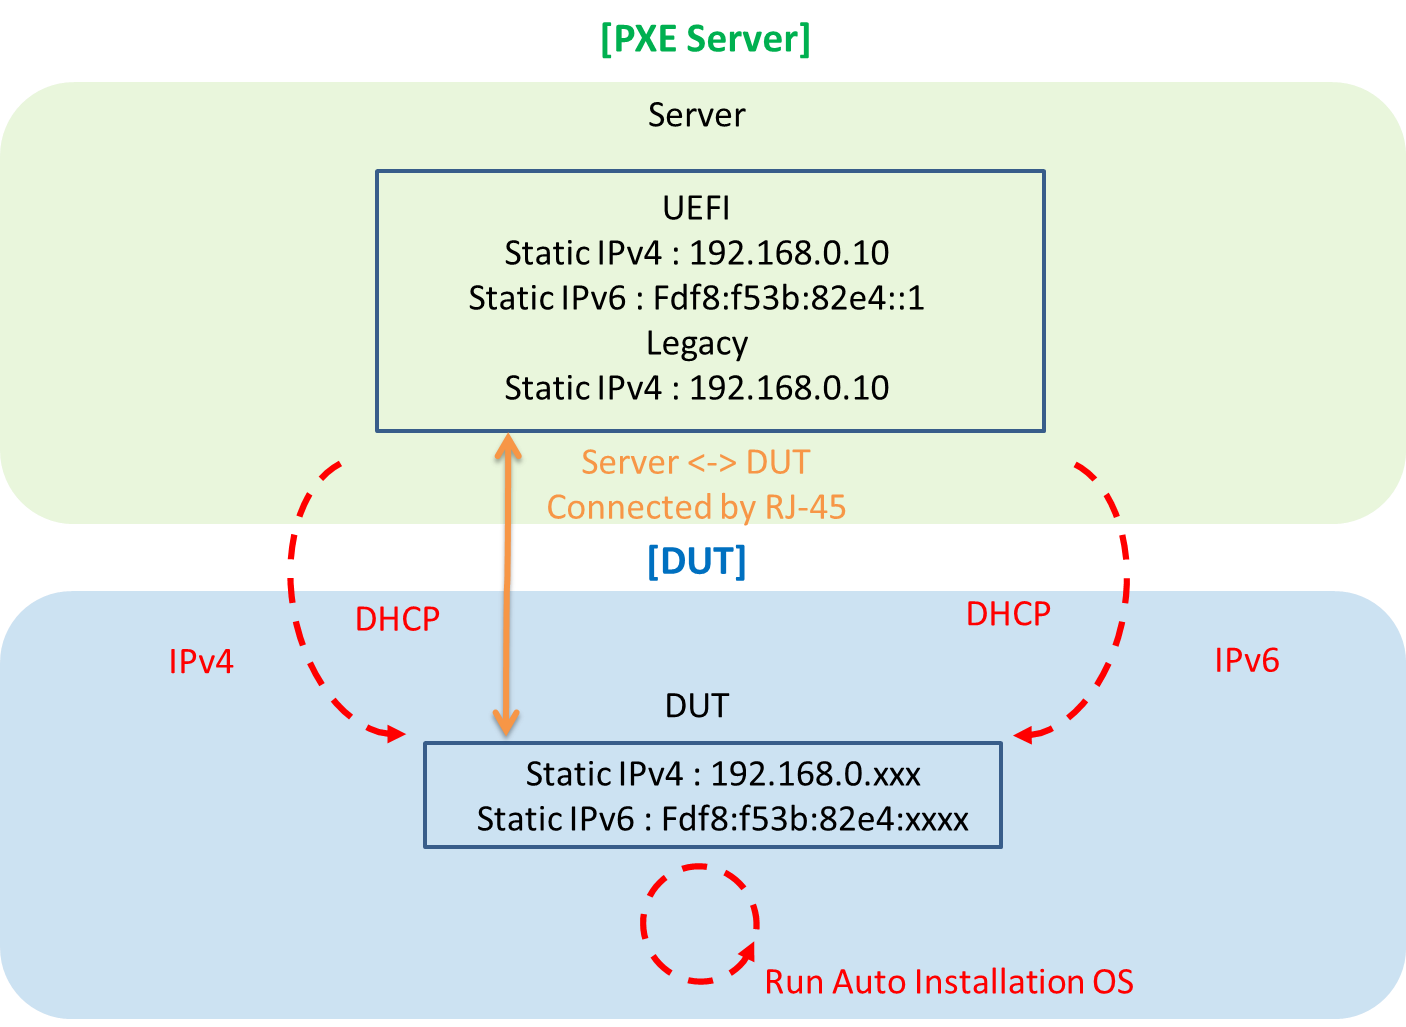 [PXE Server]
Server
UEFI
Static IPv4 : 192.168.0.10
Static IPv6 : Fdf8:f53b:82e4::1
Legacy
Static IPv4 : 192.168.0.10
Server <-> DUT
Connected by RJ-45
[DUT]
DHCP
DHCP
IPv4
IPv6
DUT
Static IPv4 : 192.168.0.xxx
Static IPv6 : Fdf8:f53b:82e4:xxxx
Run Auto Installation OS